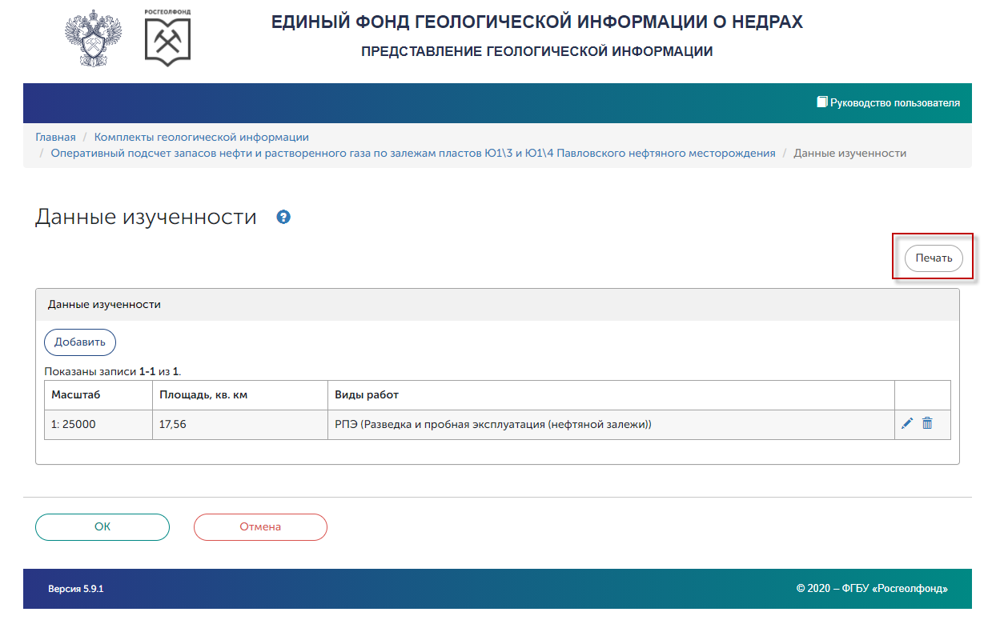 РОСГЕОЛФОНД
ЕДИНЫЙ ФОНД ГЕОЛОГИЧЕСКОЙ ИНФОРМАЦИИ О НЕДРАХ
ПРЕДСТАВЛЕНИЕ ГЕОЛОГИЧЕСКОЙ ИНФОРМАЦИИ
Руководство пользователя
Главная / Комплекты геологической информации
/ Оперативный подсчет запасов нефти и растворенного газа по залежам пластов Ю1\3 и Ю1\4 Павловского нефтяного месторождения / Данные изученности
Данные изученности ?
Печать
Данные изученности
Добавить
Показаны записи 1-1 из 1.
Масштаб Площадь, кв. км Виды работ
1: 25000 17,56 РПЭ (Разведка и пробная эксплуатация (нефтяной залежи))
ОК Отмена
Версия 5.9.1 © 2020 – ФГБУ «Росгеолфонд»